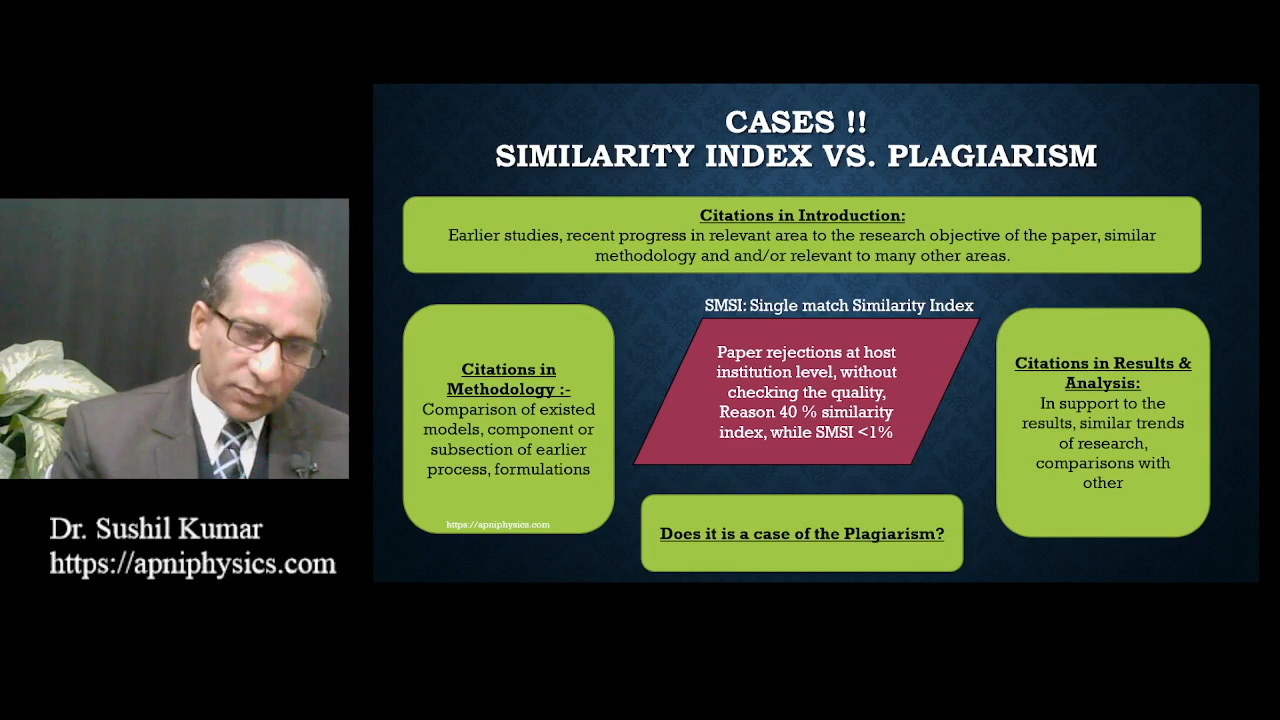 CASES !!
SIMILARITY INDEX VS. PLAGIARISM
Citations in Introduction:
Earlier studies, recent progress in relevant area to the research objective of the paper, similar
methodology and and/or relevant to many other areas.
SMSI: Single match Similarity Index
Citations in
Methodology :-
Comparison of existed
models, component or
subsection of earlier
process, formulations
https://apniphysics.com
Paper rejections at host
institution level, without
checking the quality,
Reason 40 % similarity
index, while SMSI <1%
Citations in Results &
Analysis:
In support to the
results, similar trends
of research,
comparisons with
other
Does it is a case of the Plagiarism?
Dr. Sushil Kumar
https://apniphysics.com